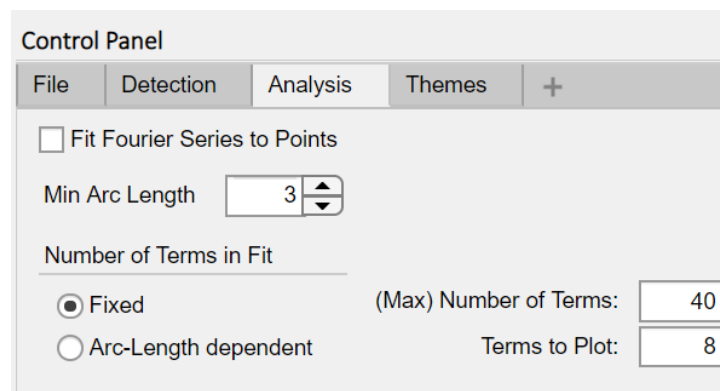 Control Panel
File Detection Analysis Themes +
Fit Fourier Series to Points
Min Arc Length 3
Number of Terms in Fit
Fixed (Max) Number of Terms: 40
Arc-Length dependent Terms to Plot: 8